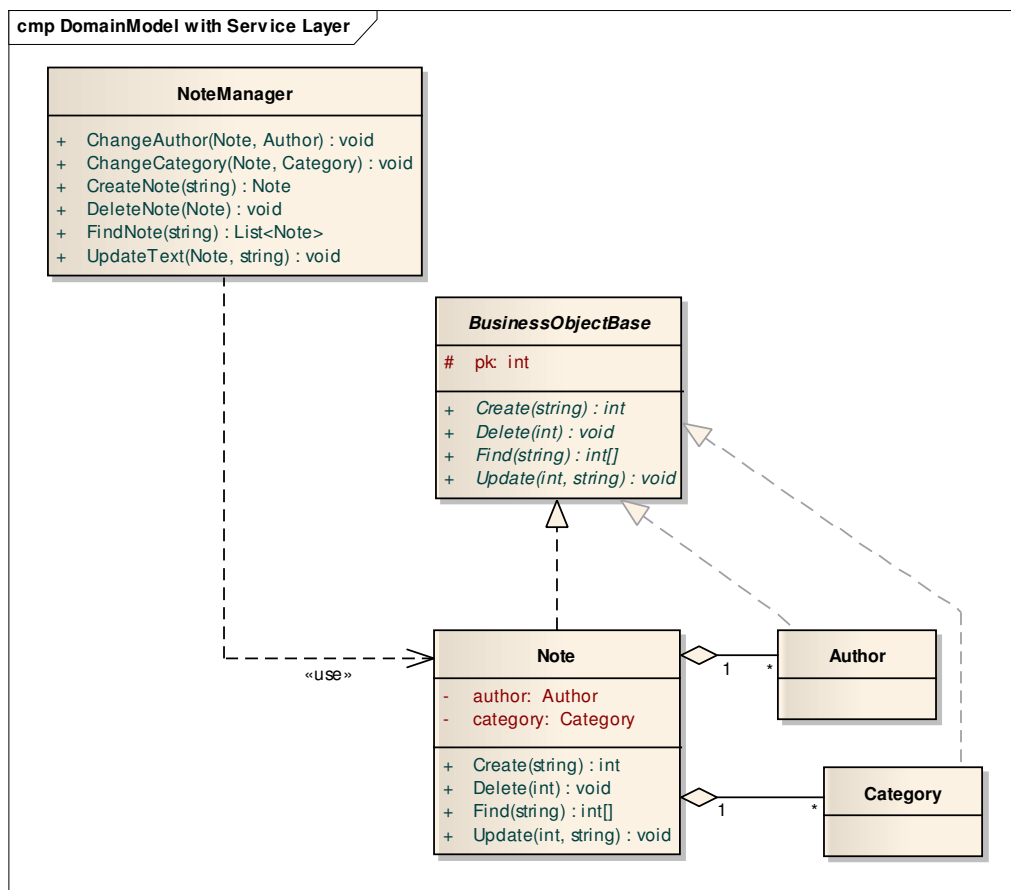 cmp DomainModel with Service Layer
NoteManager
+ ChangeAuthor(Note, Author) : void
+ ChangeCategory(Note, Category) : void
+ CreateNote(string) : Note
+ DeleteNote(Note) : void
+ FindNote(string) : List<Note>
+ UpdateText(Note, string) : void
BusinessObjectBase
# pk: int
+ Create(string) : int
+ Delete(int) : void
+ Find(string) : int[]
+ Update(int, string) : void
«use»
Note
- author: Author
- category: Category
+ Create(string) : int
+ Delete(int) : void
+ Find(string) : int[]
+ Update(int, string) : void
1
*
Author
1
*
Category